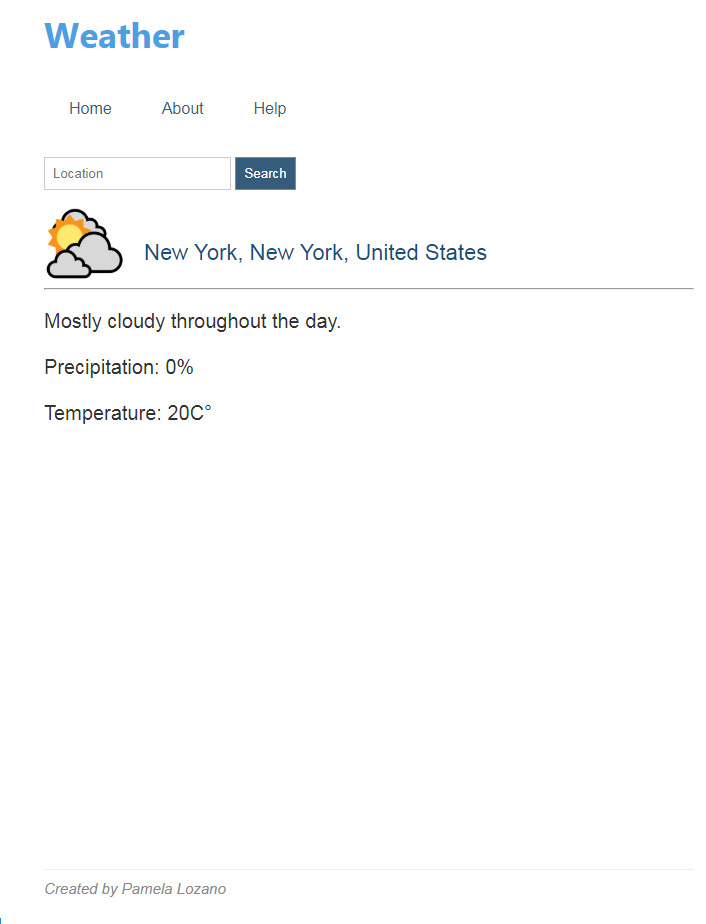 Weather
Home About Help
Location Search
New York, New York, United States
Mostly cloudy throughout the day.
Precipitation: 0%
Temperature: 20C°
Created by Pamela Lozano